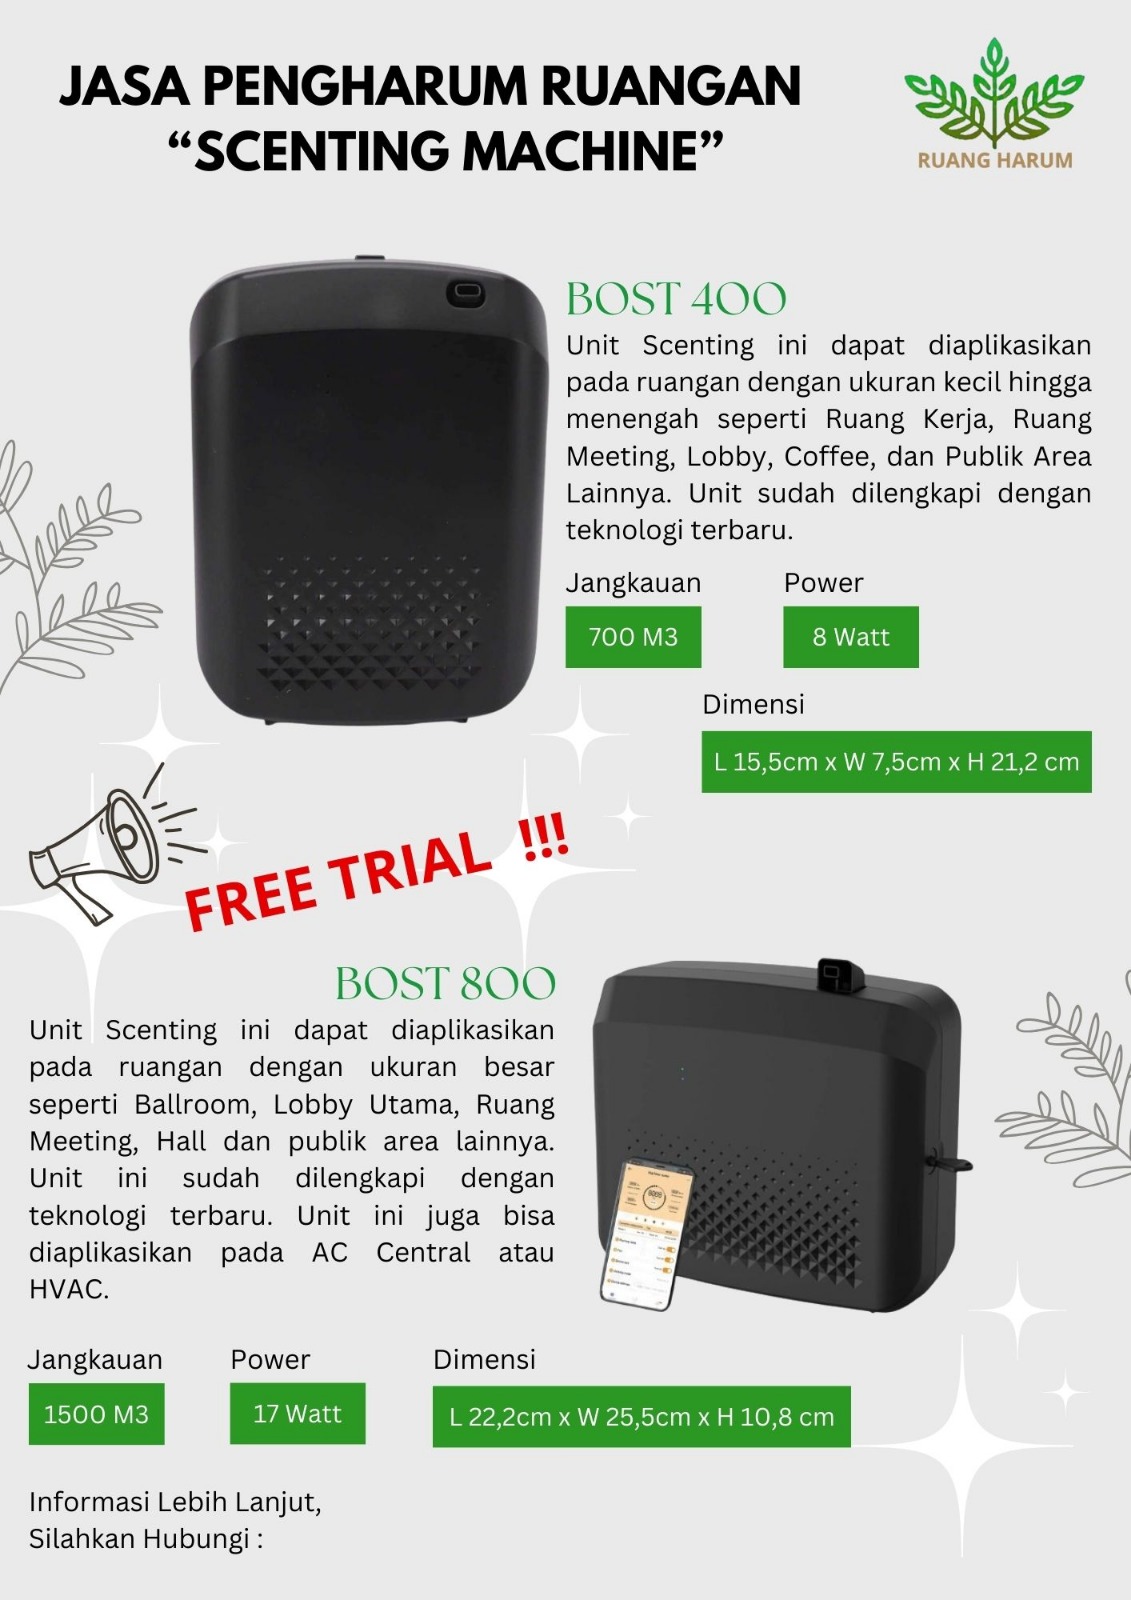 JASA PENGHARUM RUANGAN
“SCENTING MACHINE”
RUANG HARUM
BOST 400
Unit Scenting ini dapat diaplikasikan
pada ruangan dengan ukuran kecil hingga
menengah seperti Ruang Kerja, Ruang
Meeting, Lobby, Coffee, dan Publik Area
Lainnya. Unit sudah dilengkapi dengan
teknologi terbaru.
Jangkauan
700 M3
Power
8 Watt
Dimensi
L 15,5cm x W 7,5cm x H 21,2 cm
FREE TRIAL !!!
BOST 800
Unit Scenting ini dapat diaplikasikan
pada ruangan dengan ukuran besar
seperti Ballroom, Lobby Utama, Ruang
Meeting, Hall dan publik area lainnya.
Unit ini sudah dilengkapi dengan
teknologi terbaru. Unit ini juga bisa
diaplikasikan pada AC Central atau
HVAC.
Jangkauan
1500 M3
Power
17 Watt
Dimensi
L 22,2cm x W 25,5cm x H 10,8 cm
Informasi Lebih Lanjut,
Silahkan Hubungi :